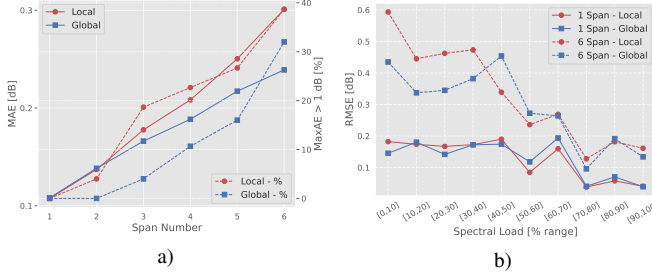 Local
Global
0.3
0.2
0.1
MAE [dB]
1 2 3 4 5 6
Span Number
40
30
20
10
0
MaxAE > 1 dB [%]
Local - %
Global - %
a)
1 Span - Local
1 Span - Global
6 Span - Local
6 Span - Global
0.6
0.5
0.4
0.3
0.2
0.1
RMSE [dB]
[0,10] [10,20] [20,30] [30,40] [40,50] [50,60] [60,70] [70,80] [80,90] [90,100]
Spectral Load [% range]
b)